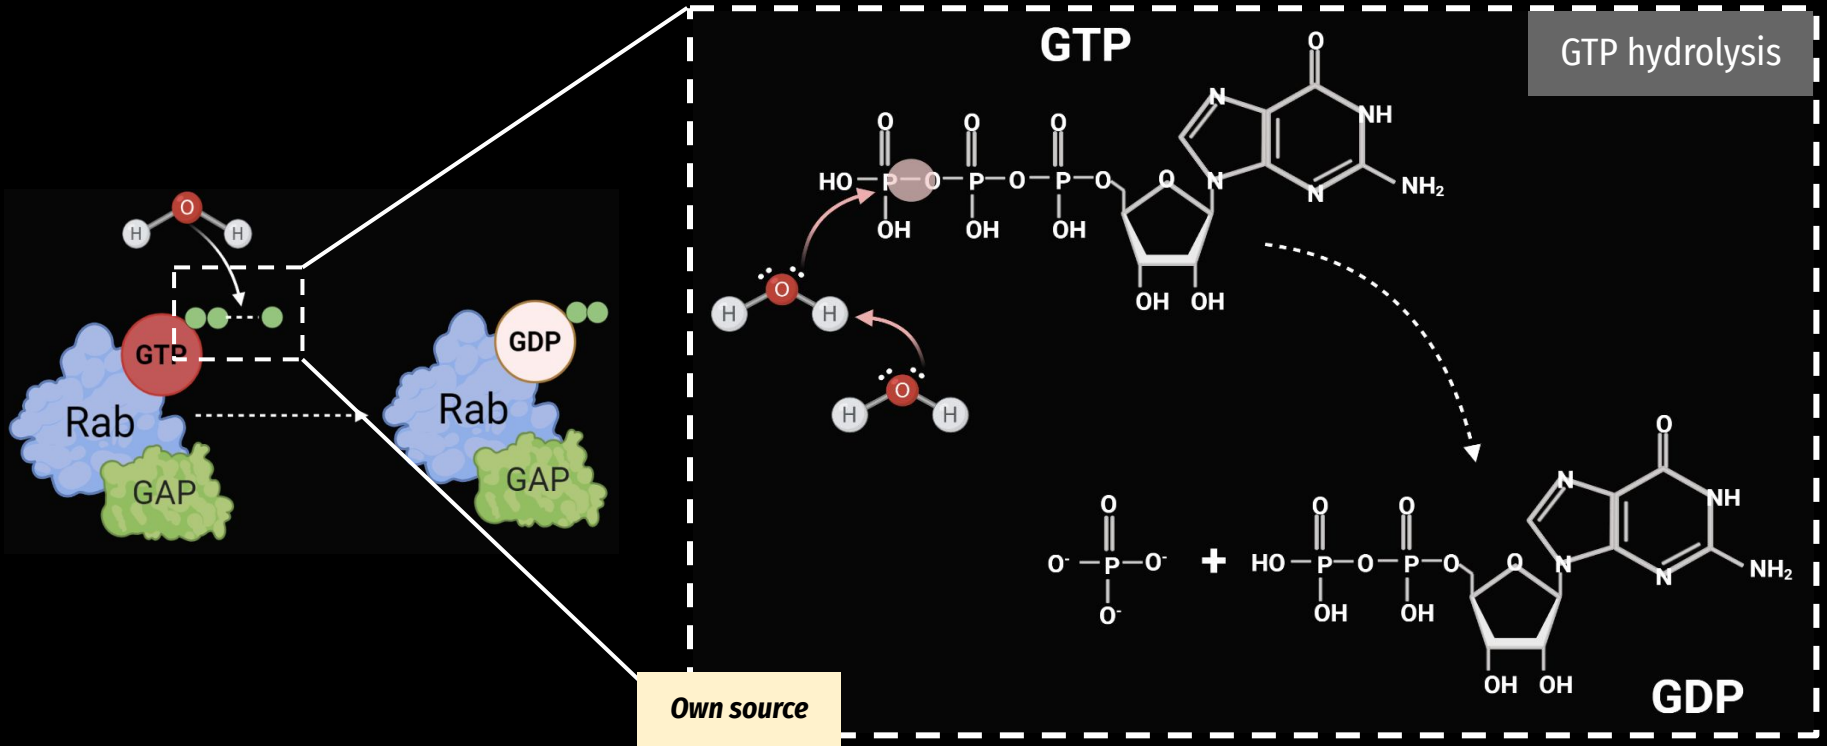 GTP hydrolysis
GTP
O
N
NH
O
O
O
HO
P
O
P
O
P
O
O
N
N
NH₂
OH
OH
OH
OH
OH
O
H
H
O
H
H
O
H
H
GTP
Rab
GAP
GDP
Rab
GAP
O
N
NH
O
O
O
O⁻
P
O⁻
+
HO
P
O
P
O
O
N
N
NH₂
O⁻
OH
OH
OH
OH
GDP
Own source